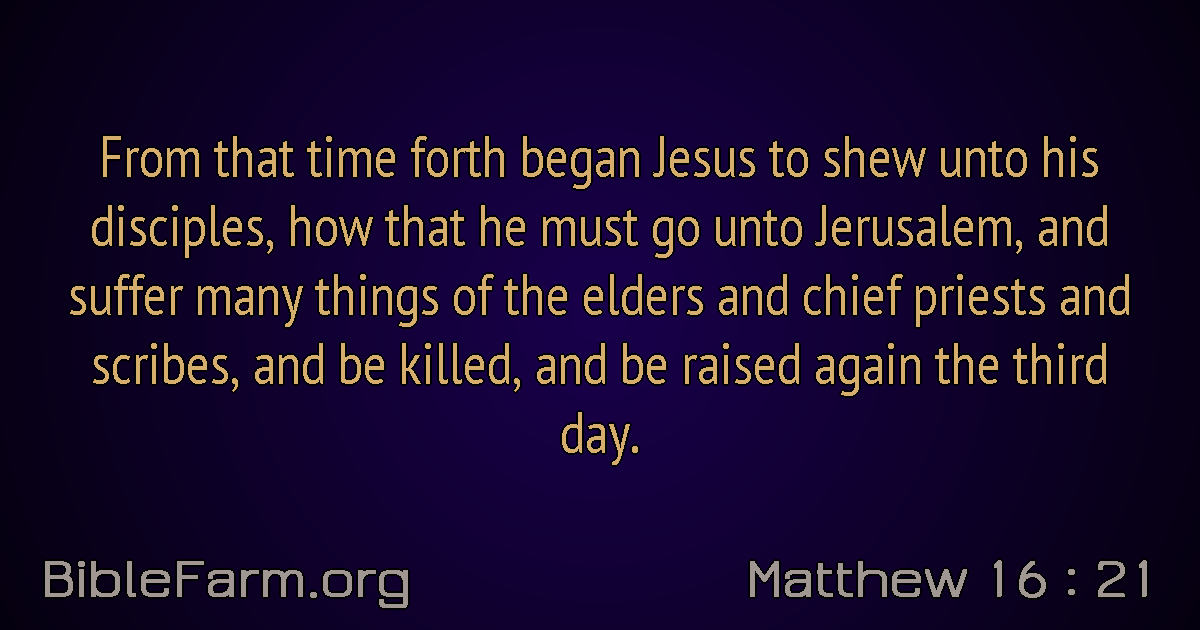 From that time forth began Jesus to shew unto his
disciples, how that he must go unto Jerusalem, and
suffer many things of the elders and chief priests and
scribes, and be killed, and be raised again the third
day.
BibleFarm.org
Matthew 16 : 21